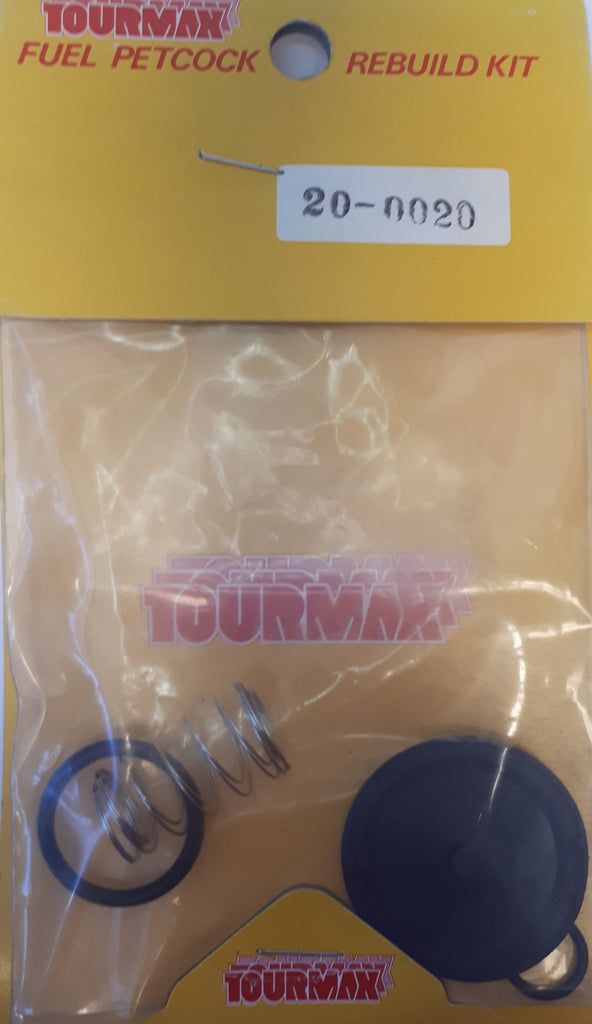 TOURMAX
FUEL PETCOCK REBUILD KIT
20-0020
TOURMAX
TOURMAX